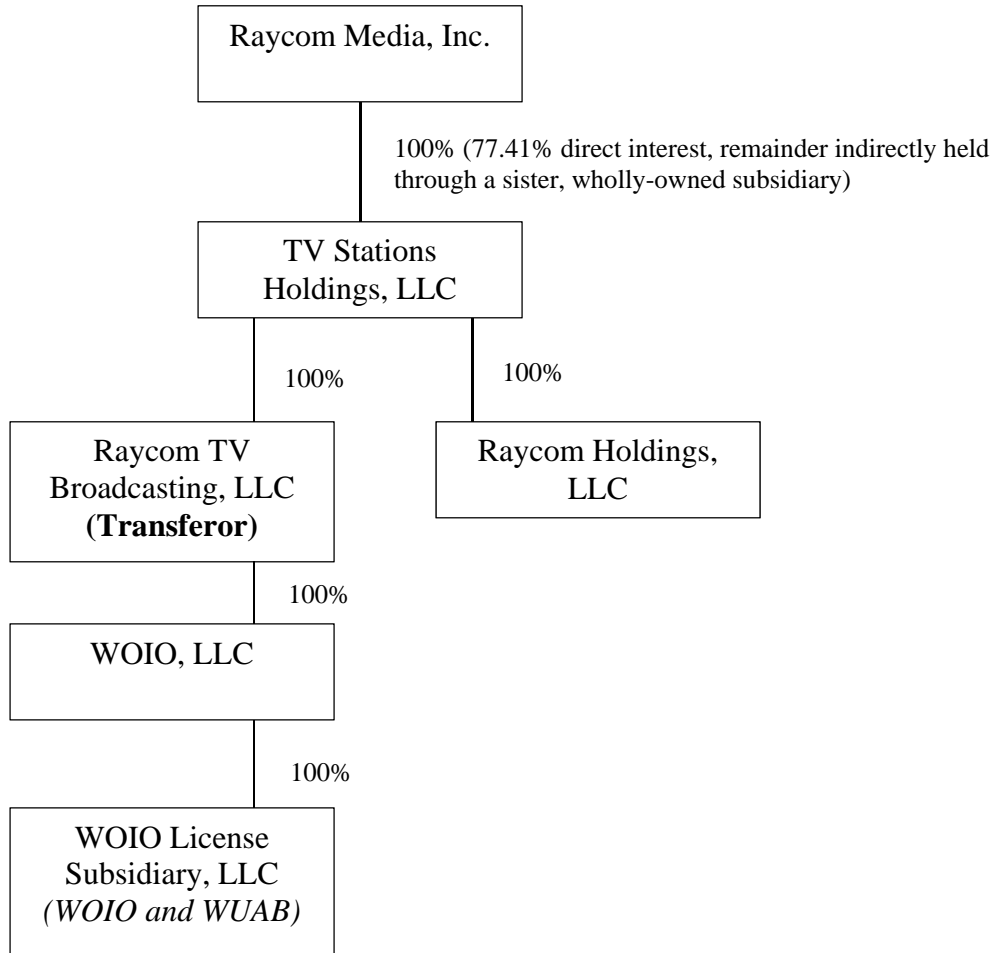 Raycom Media, Inc.
100% (77.41% direct interest, remainder indirectly held
through a sister, wholly-owned subsidiary)
TV Stations
Holdings, LLC
100%
100%
Raycom TV
Broadcasting, LLC
(Transferor)
Raycom Holdings,
LLC
100%
WOIO, LLC
100%
WOIO License
Subsidiary, LLC
(WOIO and WUAB)